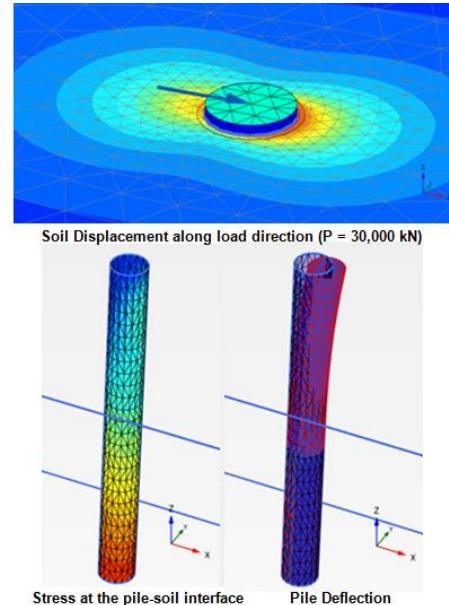 Soil Displacement along load direction (P = 30,000 kN)
Z
Y
X
Z
Y
X
Stress at the pile-soil interface
Pile Deflection